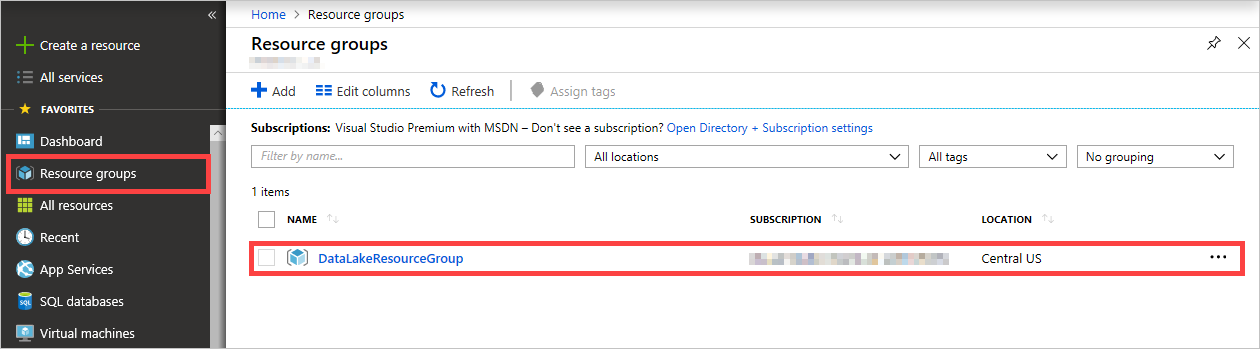 «
Create a resource
All services
FAVORITES
Dashboard
Resource groups
All resources
Recent
App Services
SQL databases
Virtual machines
Home > Resource groups
Resource groups
Add Edit columns Refresh Assign tags
Subscriptions: Visual Studio Premium with MSDN – Don't see a subscription? Open Directory + Subscription settings
Filter by name... All locations All tags No grouping
1 items
NAME SUBSCRIPTION LOCATION
DataLakeResourceGroup Central US